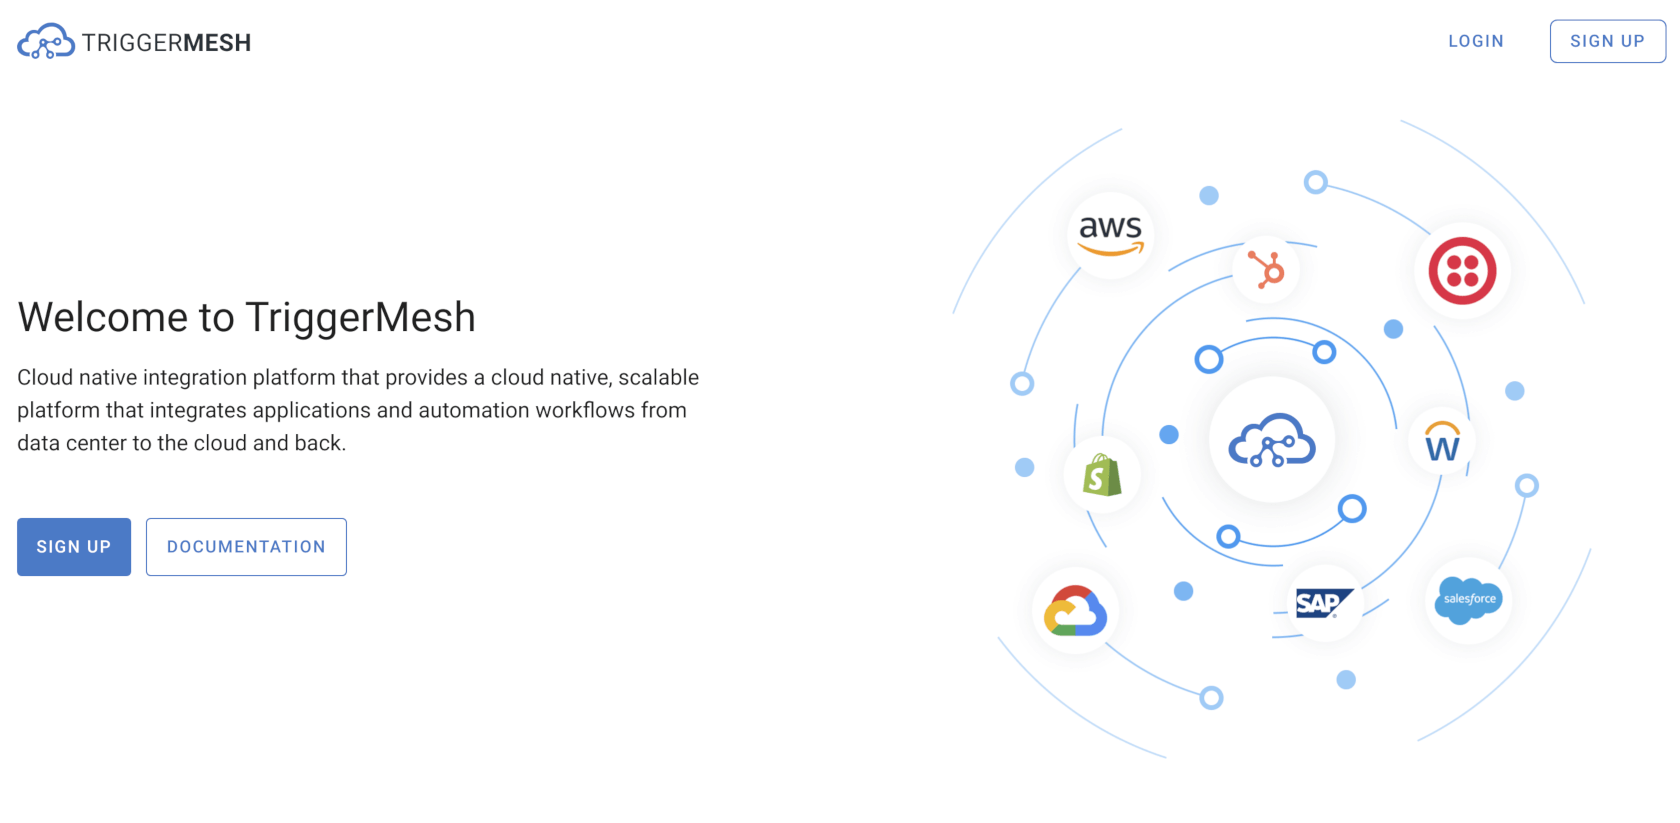 TRIGGERMESH
LOGIN
SIGN UP
aws
Welcome to TriggerMesh
Cloud native integration platform that provides a cloud native, scalable
platform that integrates applications and automation workflows from
data center to the cloud and back.
W
S
SIGN UP
DOCUMENTATION
SAP
salesforce